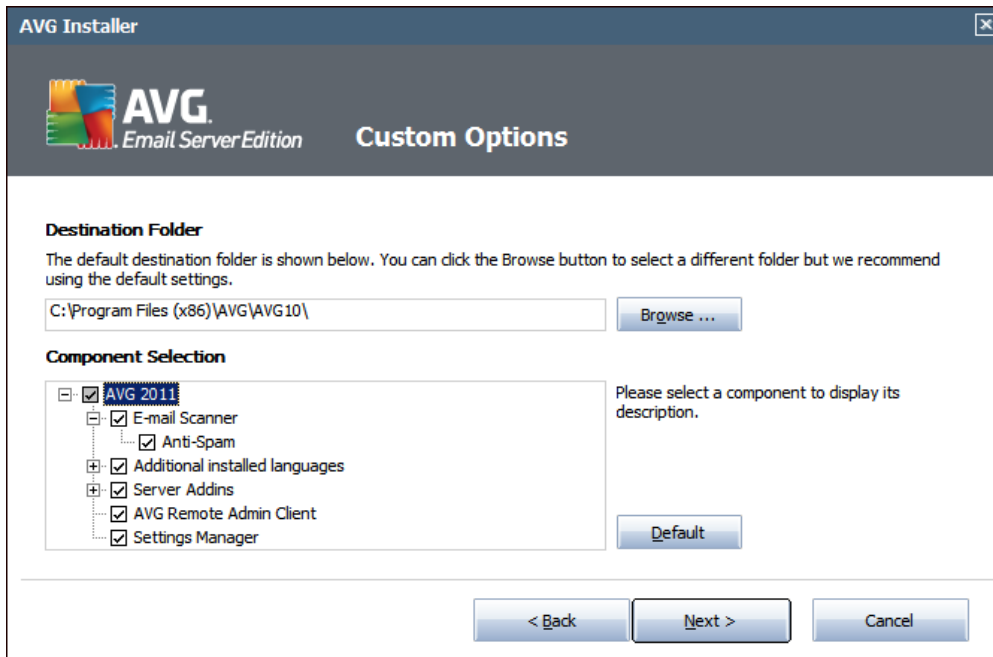 AVG Installer
AVG.
Email Server Edition
Custom Options
Destination Folder
The default destination folder is shown below. You can click the Browse button to select a different folder but we recommend
using the default settings.
C:\Program Files (x86)\AVG\AVG10\
Browse ...
Component Selection
AVG 2011
E-mail Scanner
Anti-Spam
Additional installed languages
Server Addins
AVG Remote Admin Client
Settings Manager
Please select a component to display its
description.
Default
< Back
Next >
Cancel